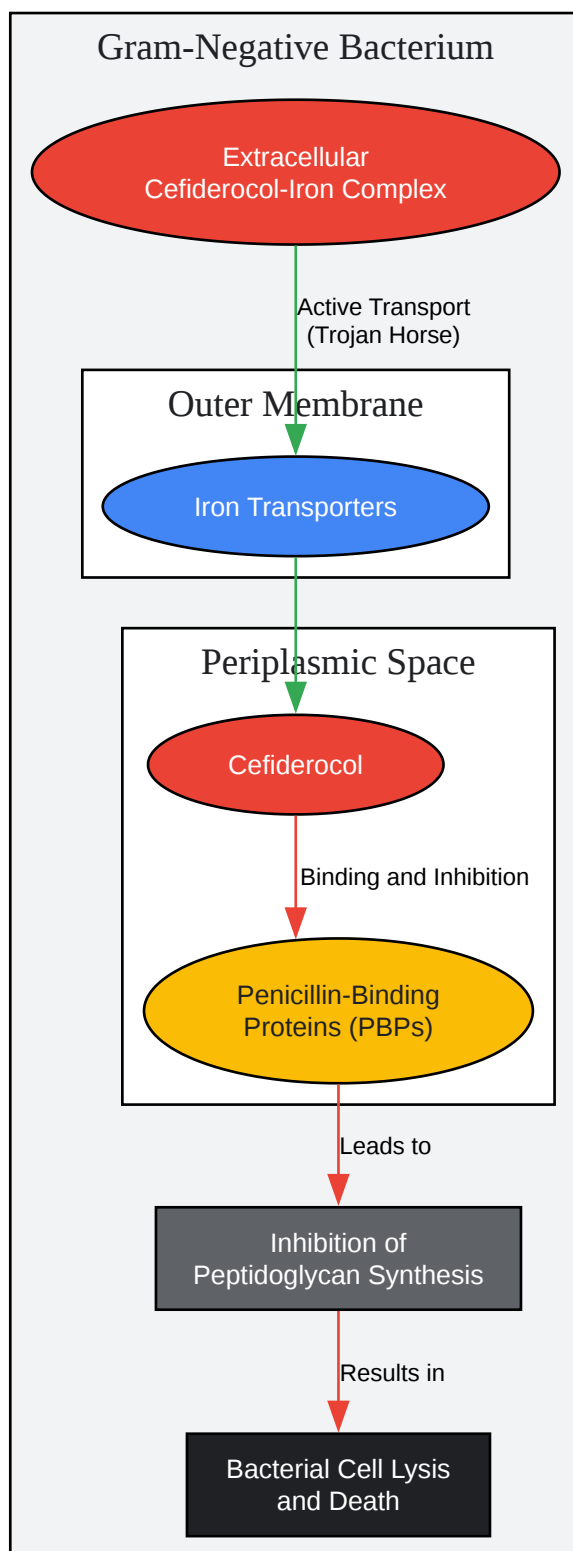 Gram-Negative Bacterium
Extracellular
Cefiderocol-Iron Complex
Active Transport
(Trojan Horse)
Outer Membrane
Iron Transporters
Periplasmic Space
Cefiderocol
Binding and Inhibition
Penicillin-Binding
Proteins (PBPs)
Leads to
Inhibition of
Peptidoglycan Synthesis
Results in
Bacterial Cell Lysis
and Death